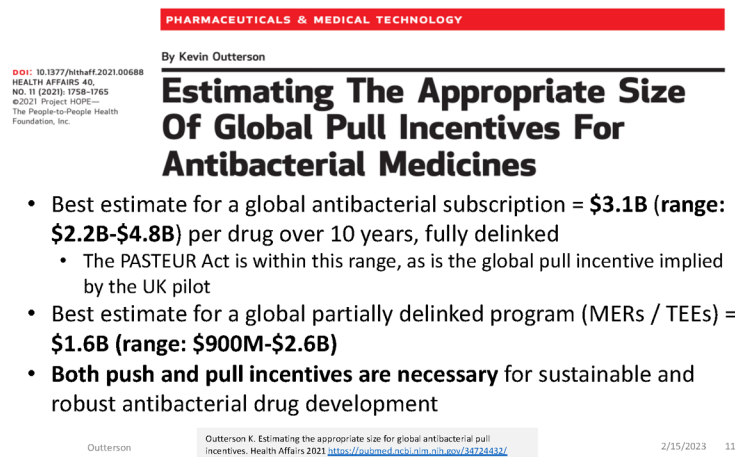 PHARMACEUTICALS & MEDICAL TECHNOLOGY
By Kevin Outterson
DOI: 10.1377/hlthaff.2021.00688
HEALTH AFFAIRS 40,
NO. 11 (2021): 1758–1765
©2021 Project HOPE—
The People-to-People Health
Foundation, Inc.
Estimating The Appropriate Size
Of Global Pull Incentives For
Antibacterial Medicines
• Best estimate for a global antibacterial subscription = $3.1B (range:
$2.2B-$4.8B) per drug over 10 years, fully delinked
• The PASTEUR Act is within this range, as is the global pull incentive implied
by the UK pilot
• Best estimate for a global partially delinked program (MERs / TEEs) =
$1.6B (range: $900M-$2.6B)
• Both push and pull incentives are necessary for sustainable and
robust antibacterial drug development
Outterson
Outterson K. Estimating the appropriate size for global antibacterial pull
incentives. Health Affairs 2021 https://pubmed.ncbi.nlm.nih.gov/34724432/
2/15/2023 11